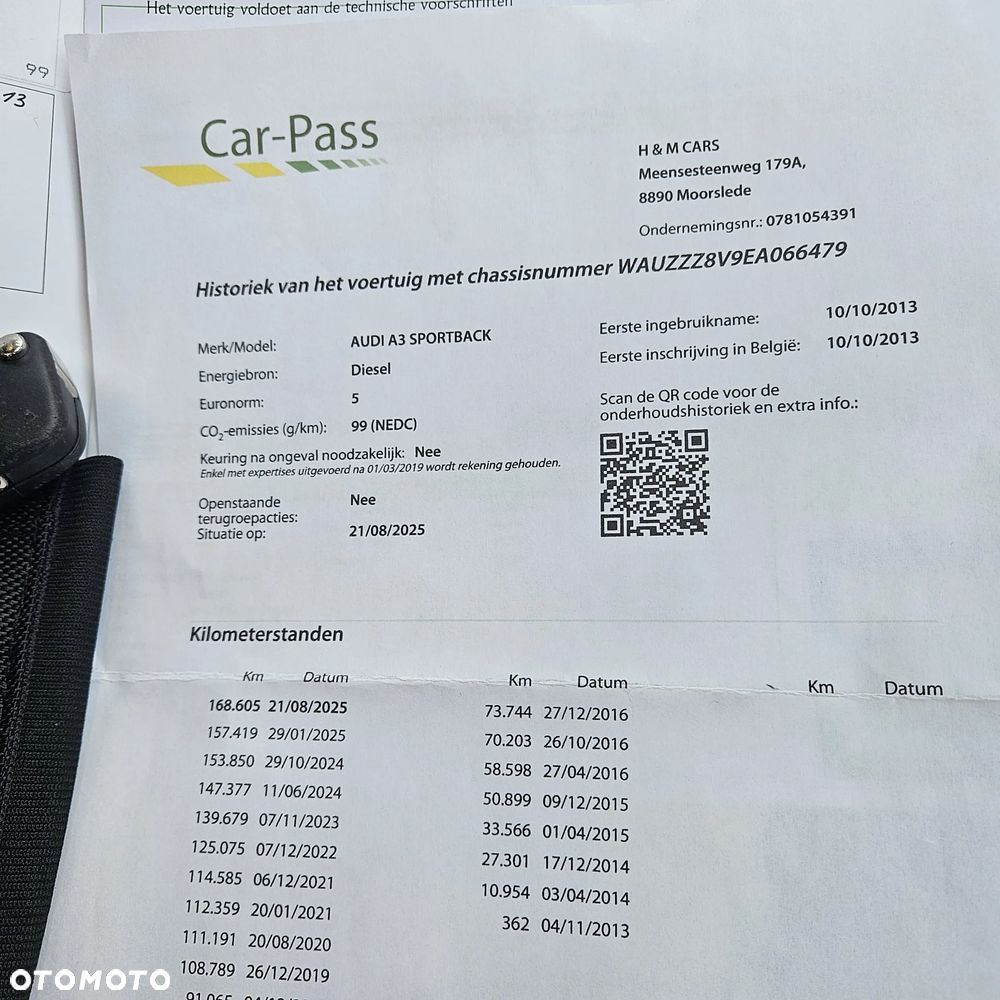 Het voertuig voldoet aan de technische voorschriften
99
13
Car-Pass
H & M CARS
Meensesteenweg 179A,
8890 Moorslede
Ondernemingsnr.: 0781054391
Historiek van het voertuig met chassisnummer WAUZZZ8V9EA066479
Merk/Model: AUDI A3 SPORTBACK
Energiebron: Diesel
Euronorm: 5
CO2-emissies (g/km): 99 (NEDC)
Keuring na ongeval noodzakelijk: Nee
Enkel met expertises uitgevoerd na 01/03/2019 wordt rekening gehouden.
Openstaande Nee
terugroepacties:
Situatie op: 21/08/2025
Eerste ingebruikname: 10/10/2013
Eerste inschrijving in België: 10/10/2013
Scan de QR code voor de
onderhoudshistoriek en extra info.:
Kilometerstanden
Km Datum
168.605 21/08/2025
157.419 29/01/2025
153.850 29/10/2024
147.377 11/06/2024
139.679 07/11/2023
125.075 07/12/2022
114.585 06/12/2021
112.359 20/01/2021
111.191 20/08/2020
108.789 26/12/2019
91.065
Km Datum
73.744 27/12/2016
70.203 26/10/2016
58.598 27/04/2016
50.899 09/12/2015
33.566 01/04/2015
27.301 17/12/2014
10.954 03/04/2014
362 04/11/2013
Km Datum
OTOMOTO